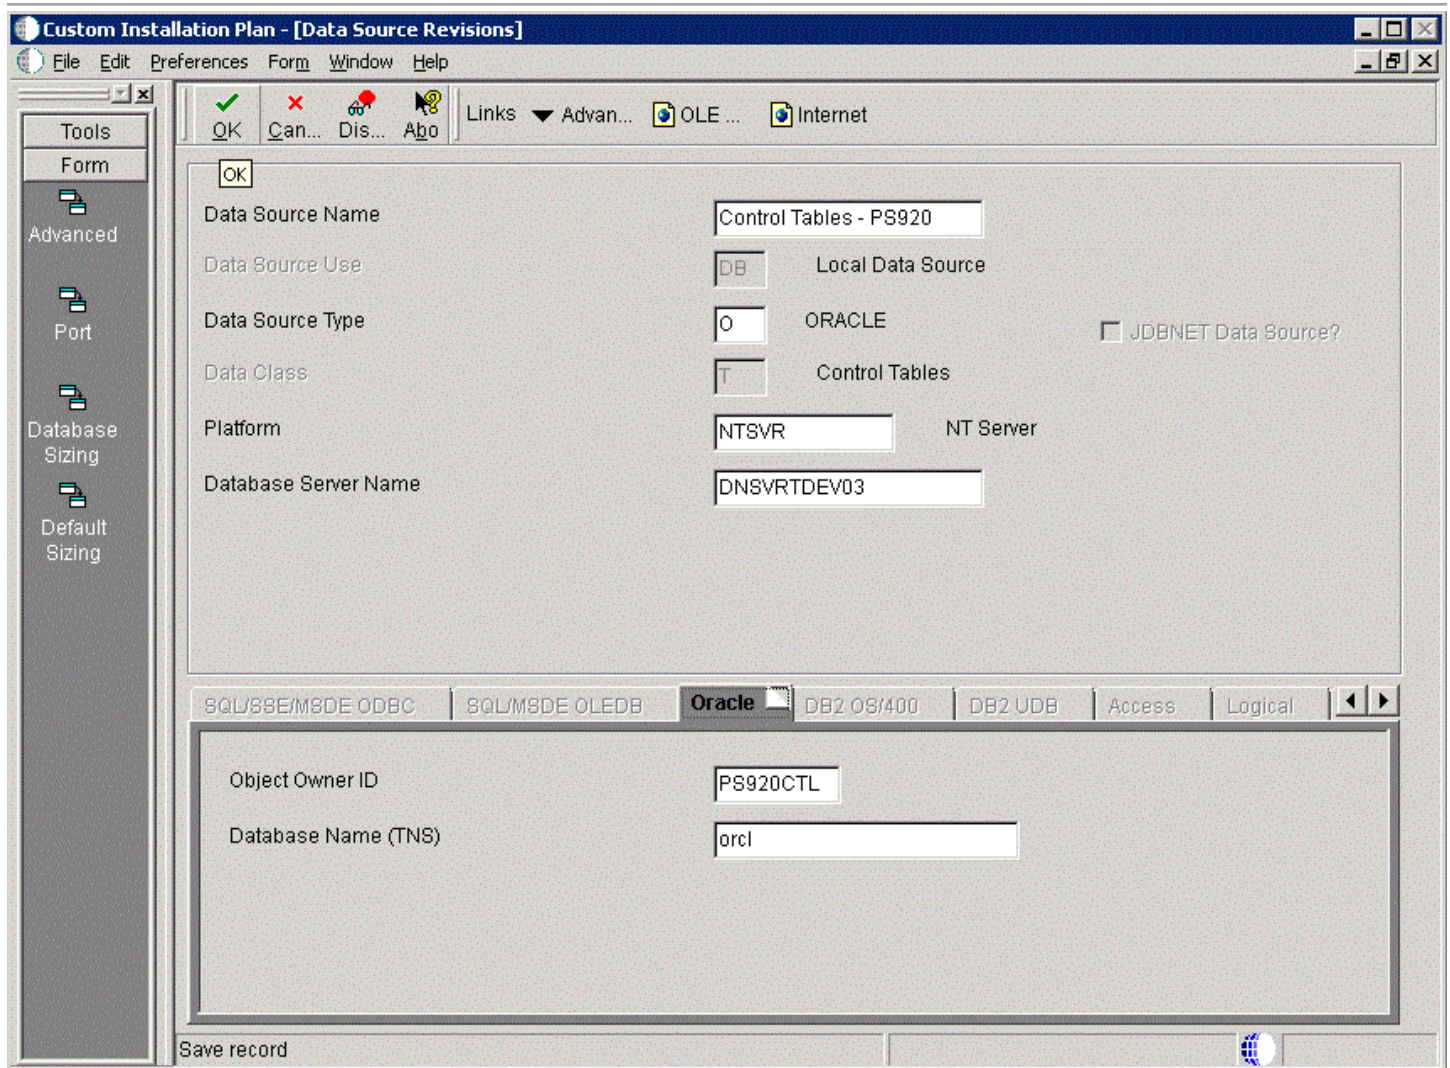 Custom Installation Plan - [Data Source Revisions]
File Edit Preferences Form Window Help
Tools
Form
Advanced
Port
Database
Sizing
Default
Sizing
OK Can... Dis... Abo Links Advan... OLE ... Internet
OK
Data Source Name Control Tables - PS920
Data Source Use DB Local Data Source
Data Source Type O ORACLE JDBNET Data Source?
Data Class T Control Tables
Platform NTSVR NT Server
Database Server Name DNSVRTDEV03
SQL/SSE/MSDE ODBC SQL/MSDE OLEDB Oracle DB2 OS/400 DB2 UDB Access Logical
Object Owner ID PS920CTL
Database Name (TNS) orcl
Save record